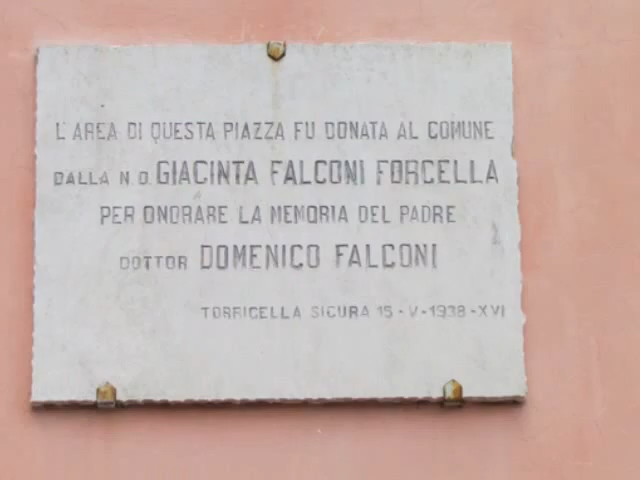 L'AREA DI QUESTA PIAZZA FU DONATA AL COMUNE
DALLA N.D. GIACINTA FALCONI FORCELLA
PER ONORARE LA MEMORIA DEL PADRE
DOTTOR DOMENICO FALCONI
TORRICELLA SICURA 15-V-1938-XVI